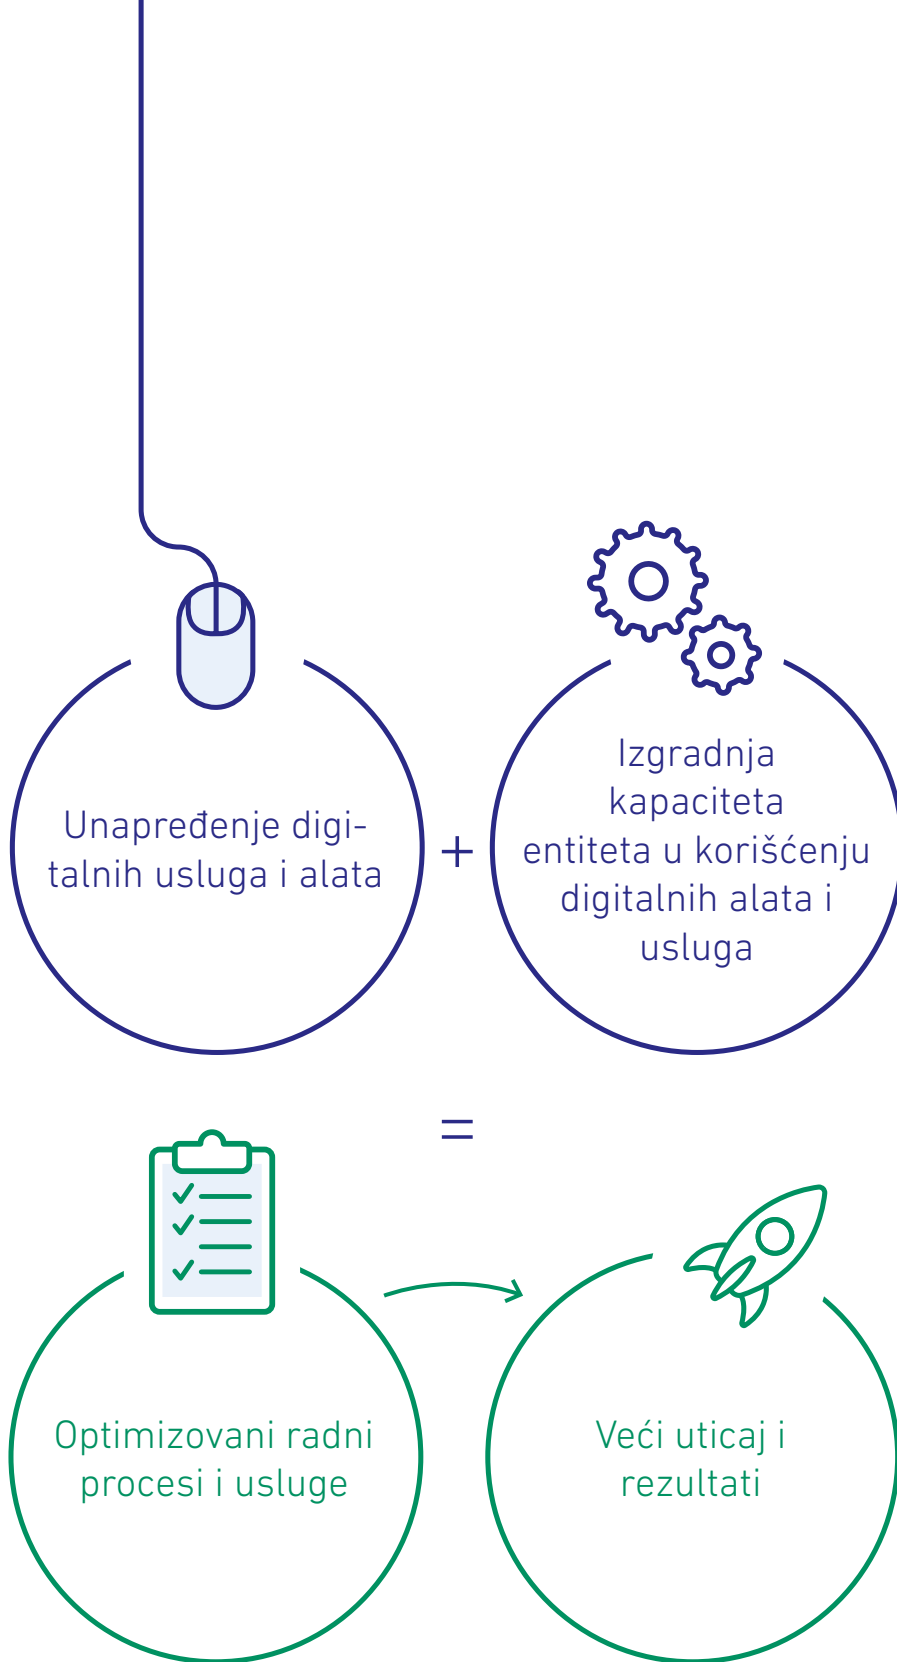 Unapređenje digi-
talnih usluga i alata
+
Izgradnja
kapaciteta
entiteta u korišćenju
digitalnih alata i
usluga
=
Optimizovani radni
procesi i usluge
Veći uticaj i
rezultati